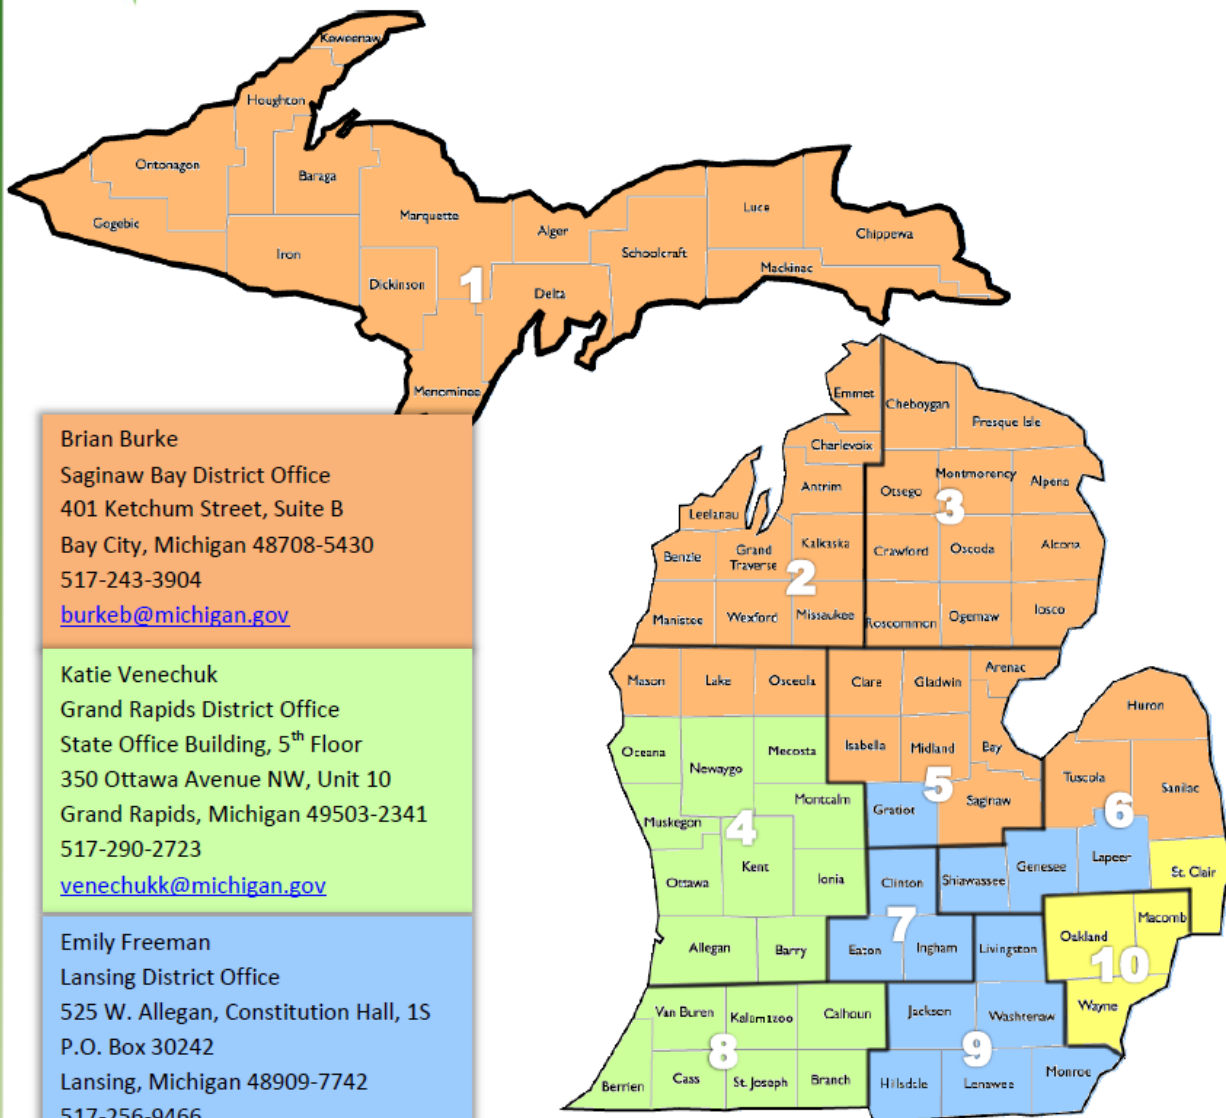 Keweenaw
Houghton
Ontonagon
Baraga
Gogebic
Marquette
Iron
Alger
Luce
Chippewa
Schoolcraft
Mackinac
Dickinson
1
Delta
Menominee
Emmet
Cheboygan
Presque Isle
Charlevoix
Antrim
Otsego
Montmorency
Alpena
3
Leelanau
Benzie
Grand
Traverse
Kalkaska
2
Crawford
Oscoda
Alcona
Manistee
Wexford
Missaukee
Roscommon
Ogemaw
Iosco
Mason
Lake
Osceola
Clare
Gladwin
Arenac
Huron
Oceana
Newaygo
Mecosta
Isabella
Midland
Bay
5
Tuscola
Sanilac
6
Montcalm
Gratiot
Saginaw
Muskegon
4
Kent
Ottawa
Ionia
Clinton
Shiawassee
Genesee
Lapeer
St. Clair
7
Allegan
Barry
Eaton
Ingham
Livingston
Oakland
Macomb
10
Wayne
Van Buren
Kalamazoo
Calhoun
Jackson
Washtenaw
8
9
Berrien
Cass
St. Joseph
Branch
Hillsdale
Lenawee
Monroe
Brian Burke
Saginaw Bay District Office
401 Ketchum Street, Suite B
Bay City, Michigan 48708-5430
517-243-3904
burkeb@michigan.gov
Katie Venechuk
Grand Rapids District Office
State Office Building, 5th Floor
350 Ottawa Avenue NW, Unit 10
Grand Rapids, Michigan 49503-2341
517-290-2723
venechukk@michigan.gov
Emily Freeman
Lansing District Office
525 W. Allegan, Constitution Hall, 1S
P.O. Box 30242
Lansing, Michigan 48909-7742
517-256-9466